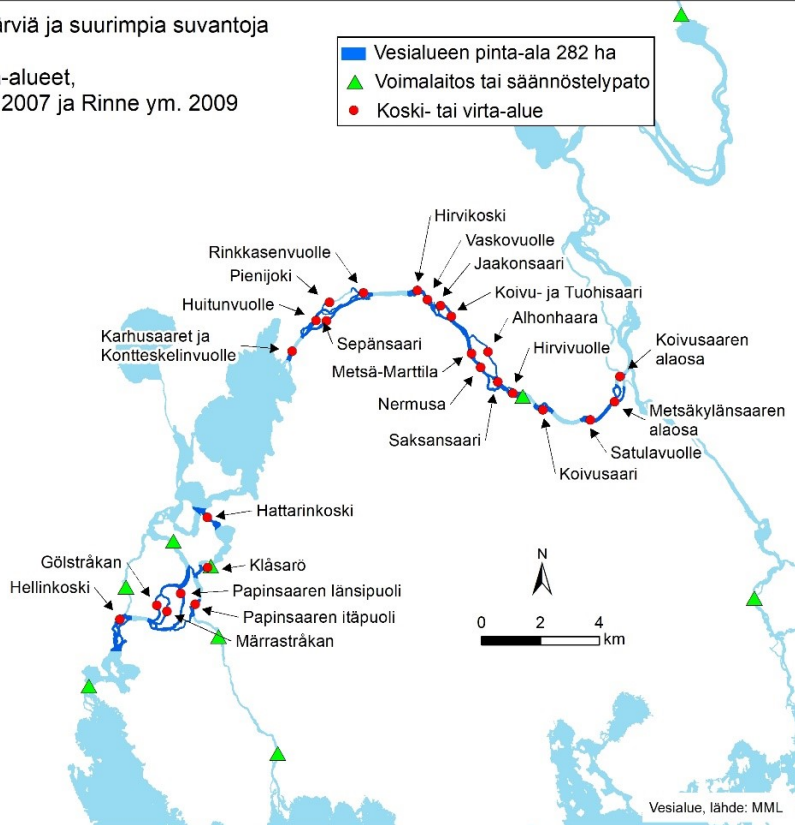 ärviä ja suurimpia suvantoja
-alueet,
2007 ja Rinne ym. 2009
Vesialueen pinta-ala 282 ha
Voimalaitos tai säännöstelypato
Koski- tai virta-alue
Hirvikoski
Vaskovuolle
Rinkkasenvuolle
Jaakonsaari
Pienijoki
Koivu- ja Tuohisaari
Huitunvuolle
Alhonhaara
Karhusaaret ja
Kontteskelinvuolle
Sepänsaari
Hirvivuolle
Koivusaaren
alaosa
Metsä-Marttila
Nermusa
Metsäkylänsaaren
alaosa
Saksansaari
Satulavuolle
Koivusaari
Hattarinkoski
Gölstråkan
Klåsarö
Hellinkoski
Papinsaaren länsipuoli
Papinsaaren itäpuoli
Märrastråkan
N
0 2 4
km
Vesialue, lähde: MML